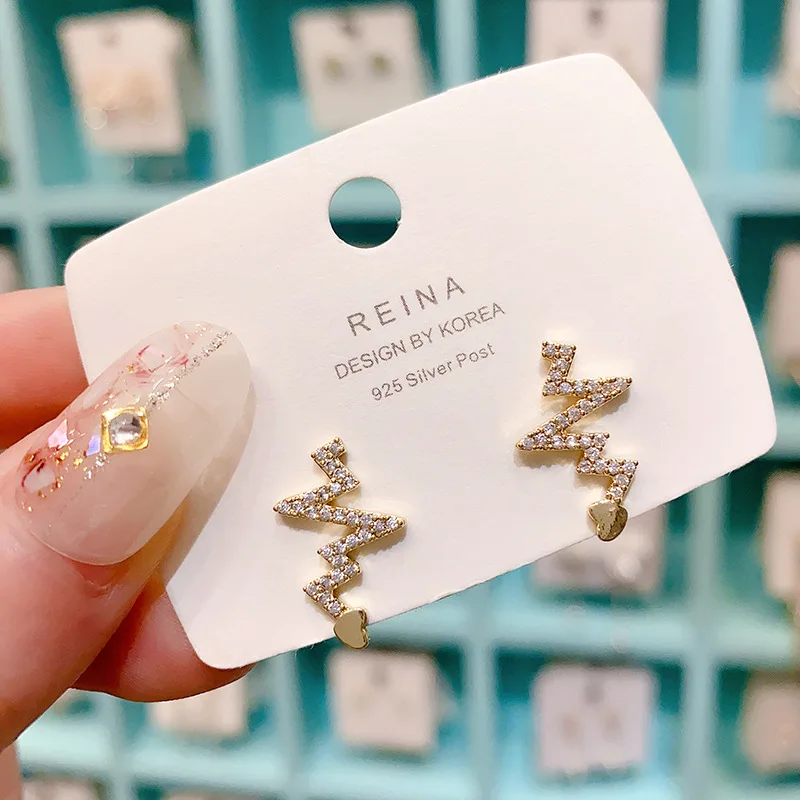 REINA
DESIGN BY KOREA
925 Silver Post